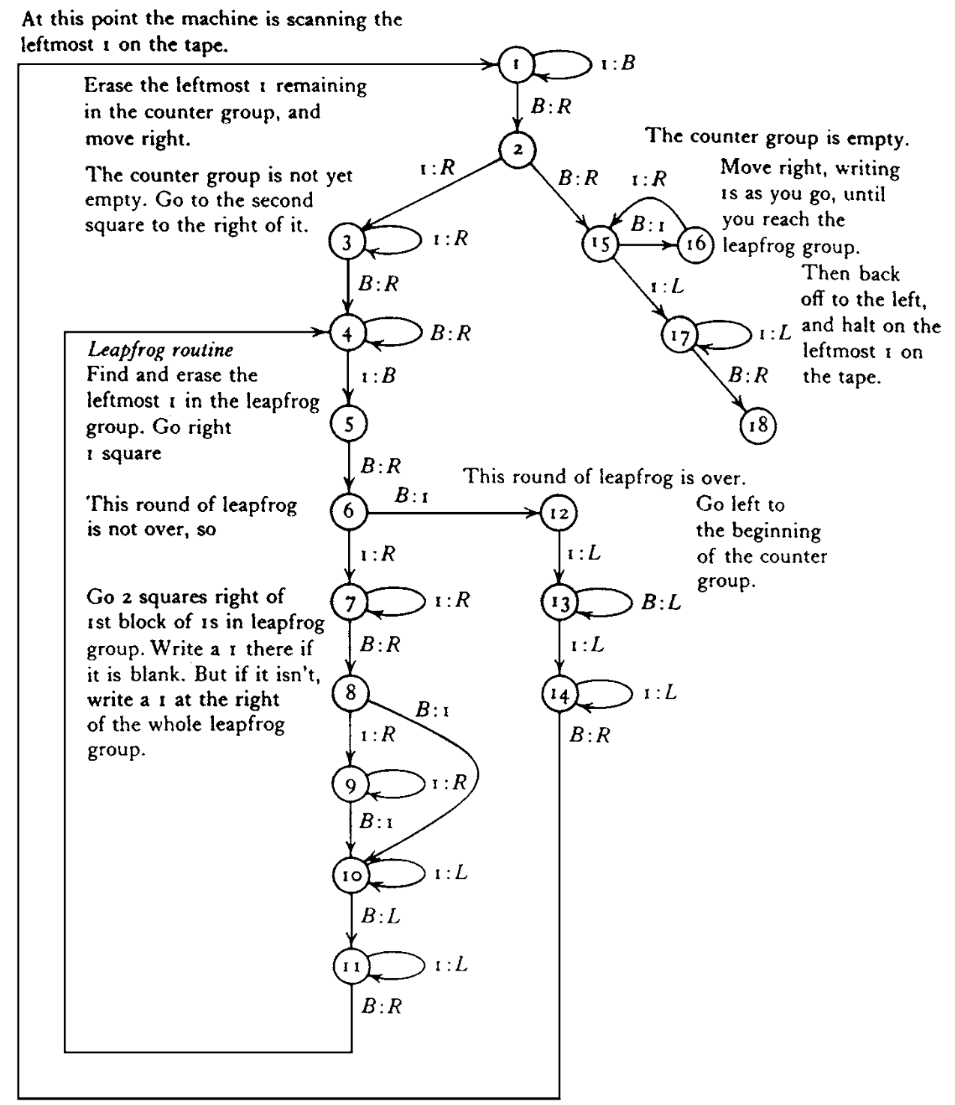 At this point the machine is scanning the
leftmost 1 on the tape.
1
1:B
Erase the leftmost 1 remaining
in the counter group, and
move right.
B:R
2
The counter group is empty.
The counter group is not yet
empty. Go to the second
square to the right of it.
1:R
B:R
1:R
Move right, writing
1s as you go, until
you reach the
leapfrog group.
3
1:R
15
B:1
16
B:R
1:L
Then back
off to the left,
and halt on the
leftmost 1 on
the tape.
4
B:R
17
1:L
Leapfrog routine
Find and erase the
leftmost 1 in the leapfrog
group. Go right
1 square
1:B
B:R
5
18
B:R
This round of leapfrog is over.
This round of leapfrog
is not over, so
6
B:1
12
Go left to
the beginning
of the counter
group.
1:R
1:L
Go 2 squares right of
1st block of 1s in leapfrog
group. Write a 1 there if
it is blank. But if it isn't,
write a 1 at the right
of the whole leapfrog
group.
7
1:R
13
B:L
B:R
1:L
8
B:1
14
1:L
1:R
B:R
9
1:R
B:1
10
1:L
B:L
11
1:L
B:R